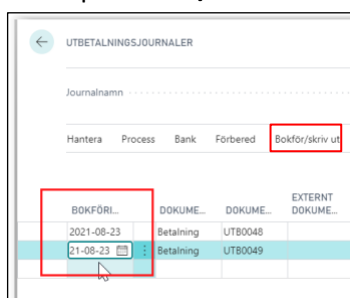 UTBETALNINGSJOURNALER
Journalnamn
Hantera Process Bank Förbered Bokför/skriv ut
EXTERNT
BOKFÖRI... DOKUME... DOKUME... DOKUME...
2021-08-23 Betalning UTB0048
21-08-23 Betalning UTB0049